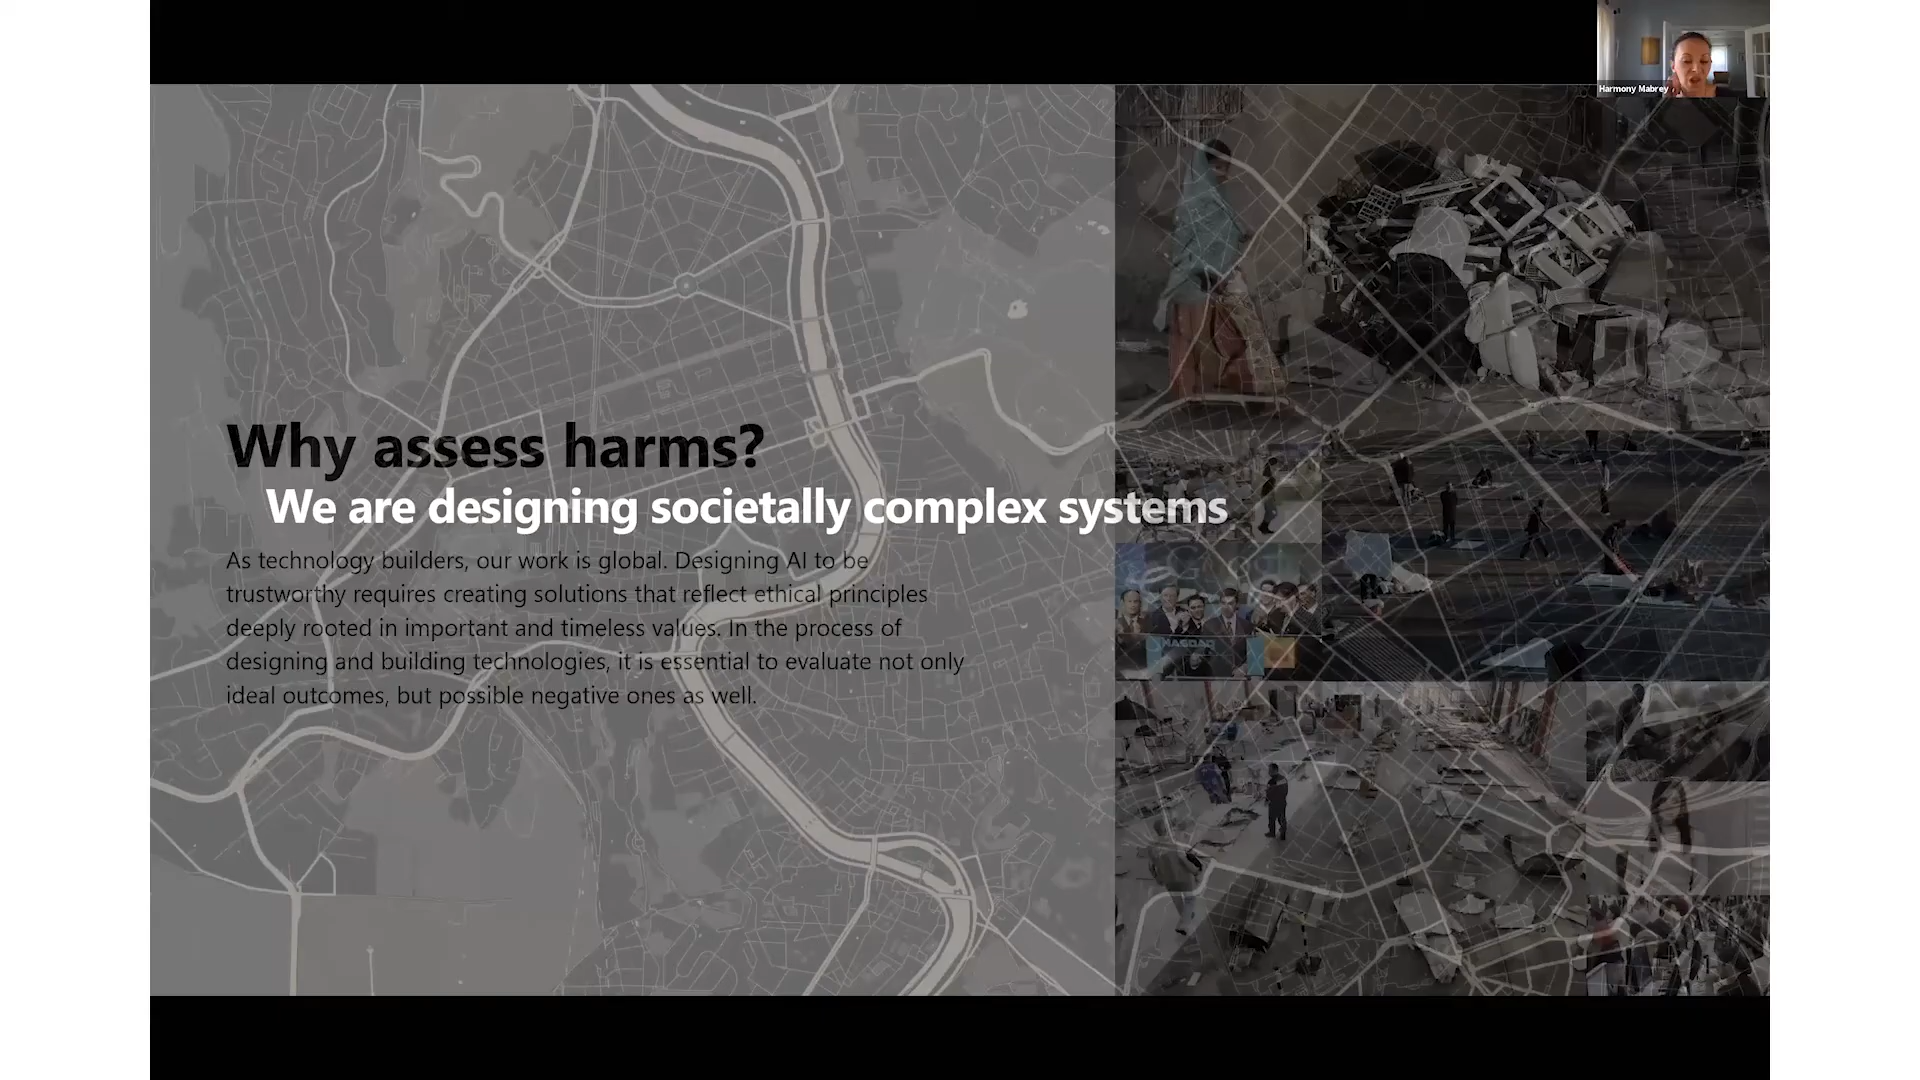 Harmony Mabrey
Why assess harms?
We are designing societally complex systems
As technology builders, our work is global. Designing AI to be
trustworthy requires creating solutions that reflect ethical principles
deeply rooted in important and timeless values. In the process of
designing and building technologies, it is essential to evaluate not only
ideal outcomes, but possible negative ones as well.
NASDAQ